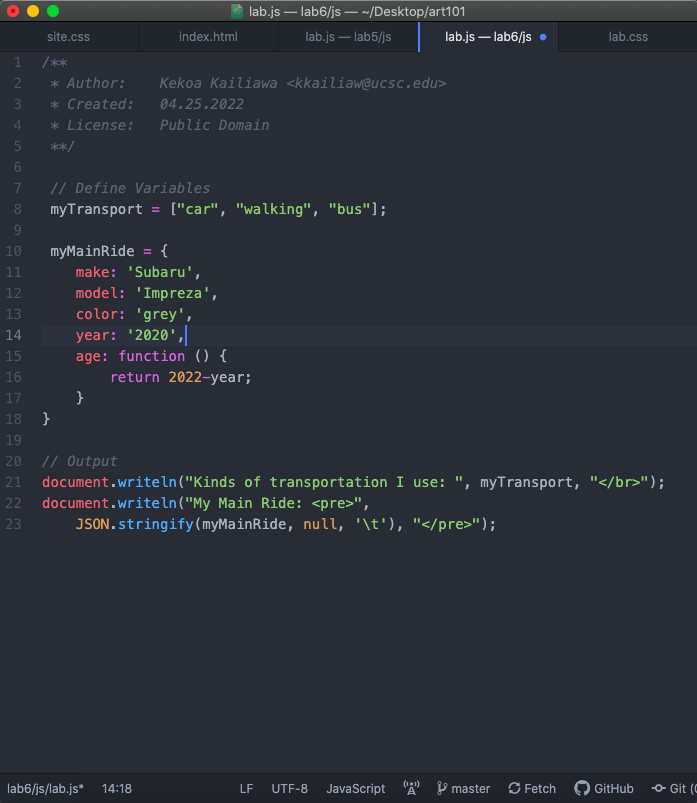 lab.js — lab6/js — ~/Desktop/art101
site.css index.html lab.js — lab5/js lab.js — lab6/js lab.css
1 /**
2  * Author:    Kekoa Kailiawa <kkailiaw@ucsc.edu>
3  * Created:   04.25.2022
4  * License:   Public Domain
5  **/
6
7  // Define Variables
8  myTransport = ["car", "walking", "bus"];
9
10  myMainRide = {
11     make: 'Subaru',
12     model: 'Impreza',
13     color: 'grey',
14     year: '2020',
15     age: function () {
16         return 2022-year;
17     }
18 }
19
20 // Output
21 document.writeln("Kinds of transportation I use: ", myTransport, "</br>");
22 document.writeln("My Main Ride: <pre>",
23     JSON.stringify(myMainRide, null, '\t'), "</pre>");
lab6/js/lab.js* 14:18 LF UTF-8 JavaScript master Fetch GitHub Git (